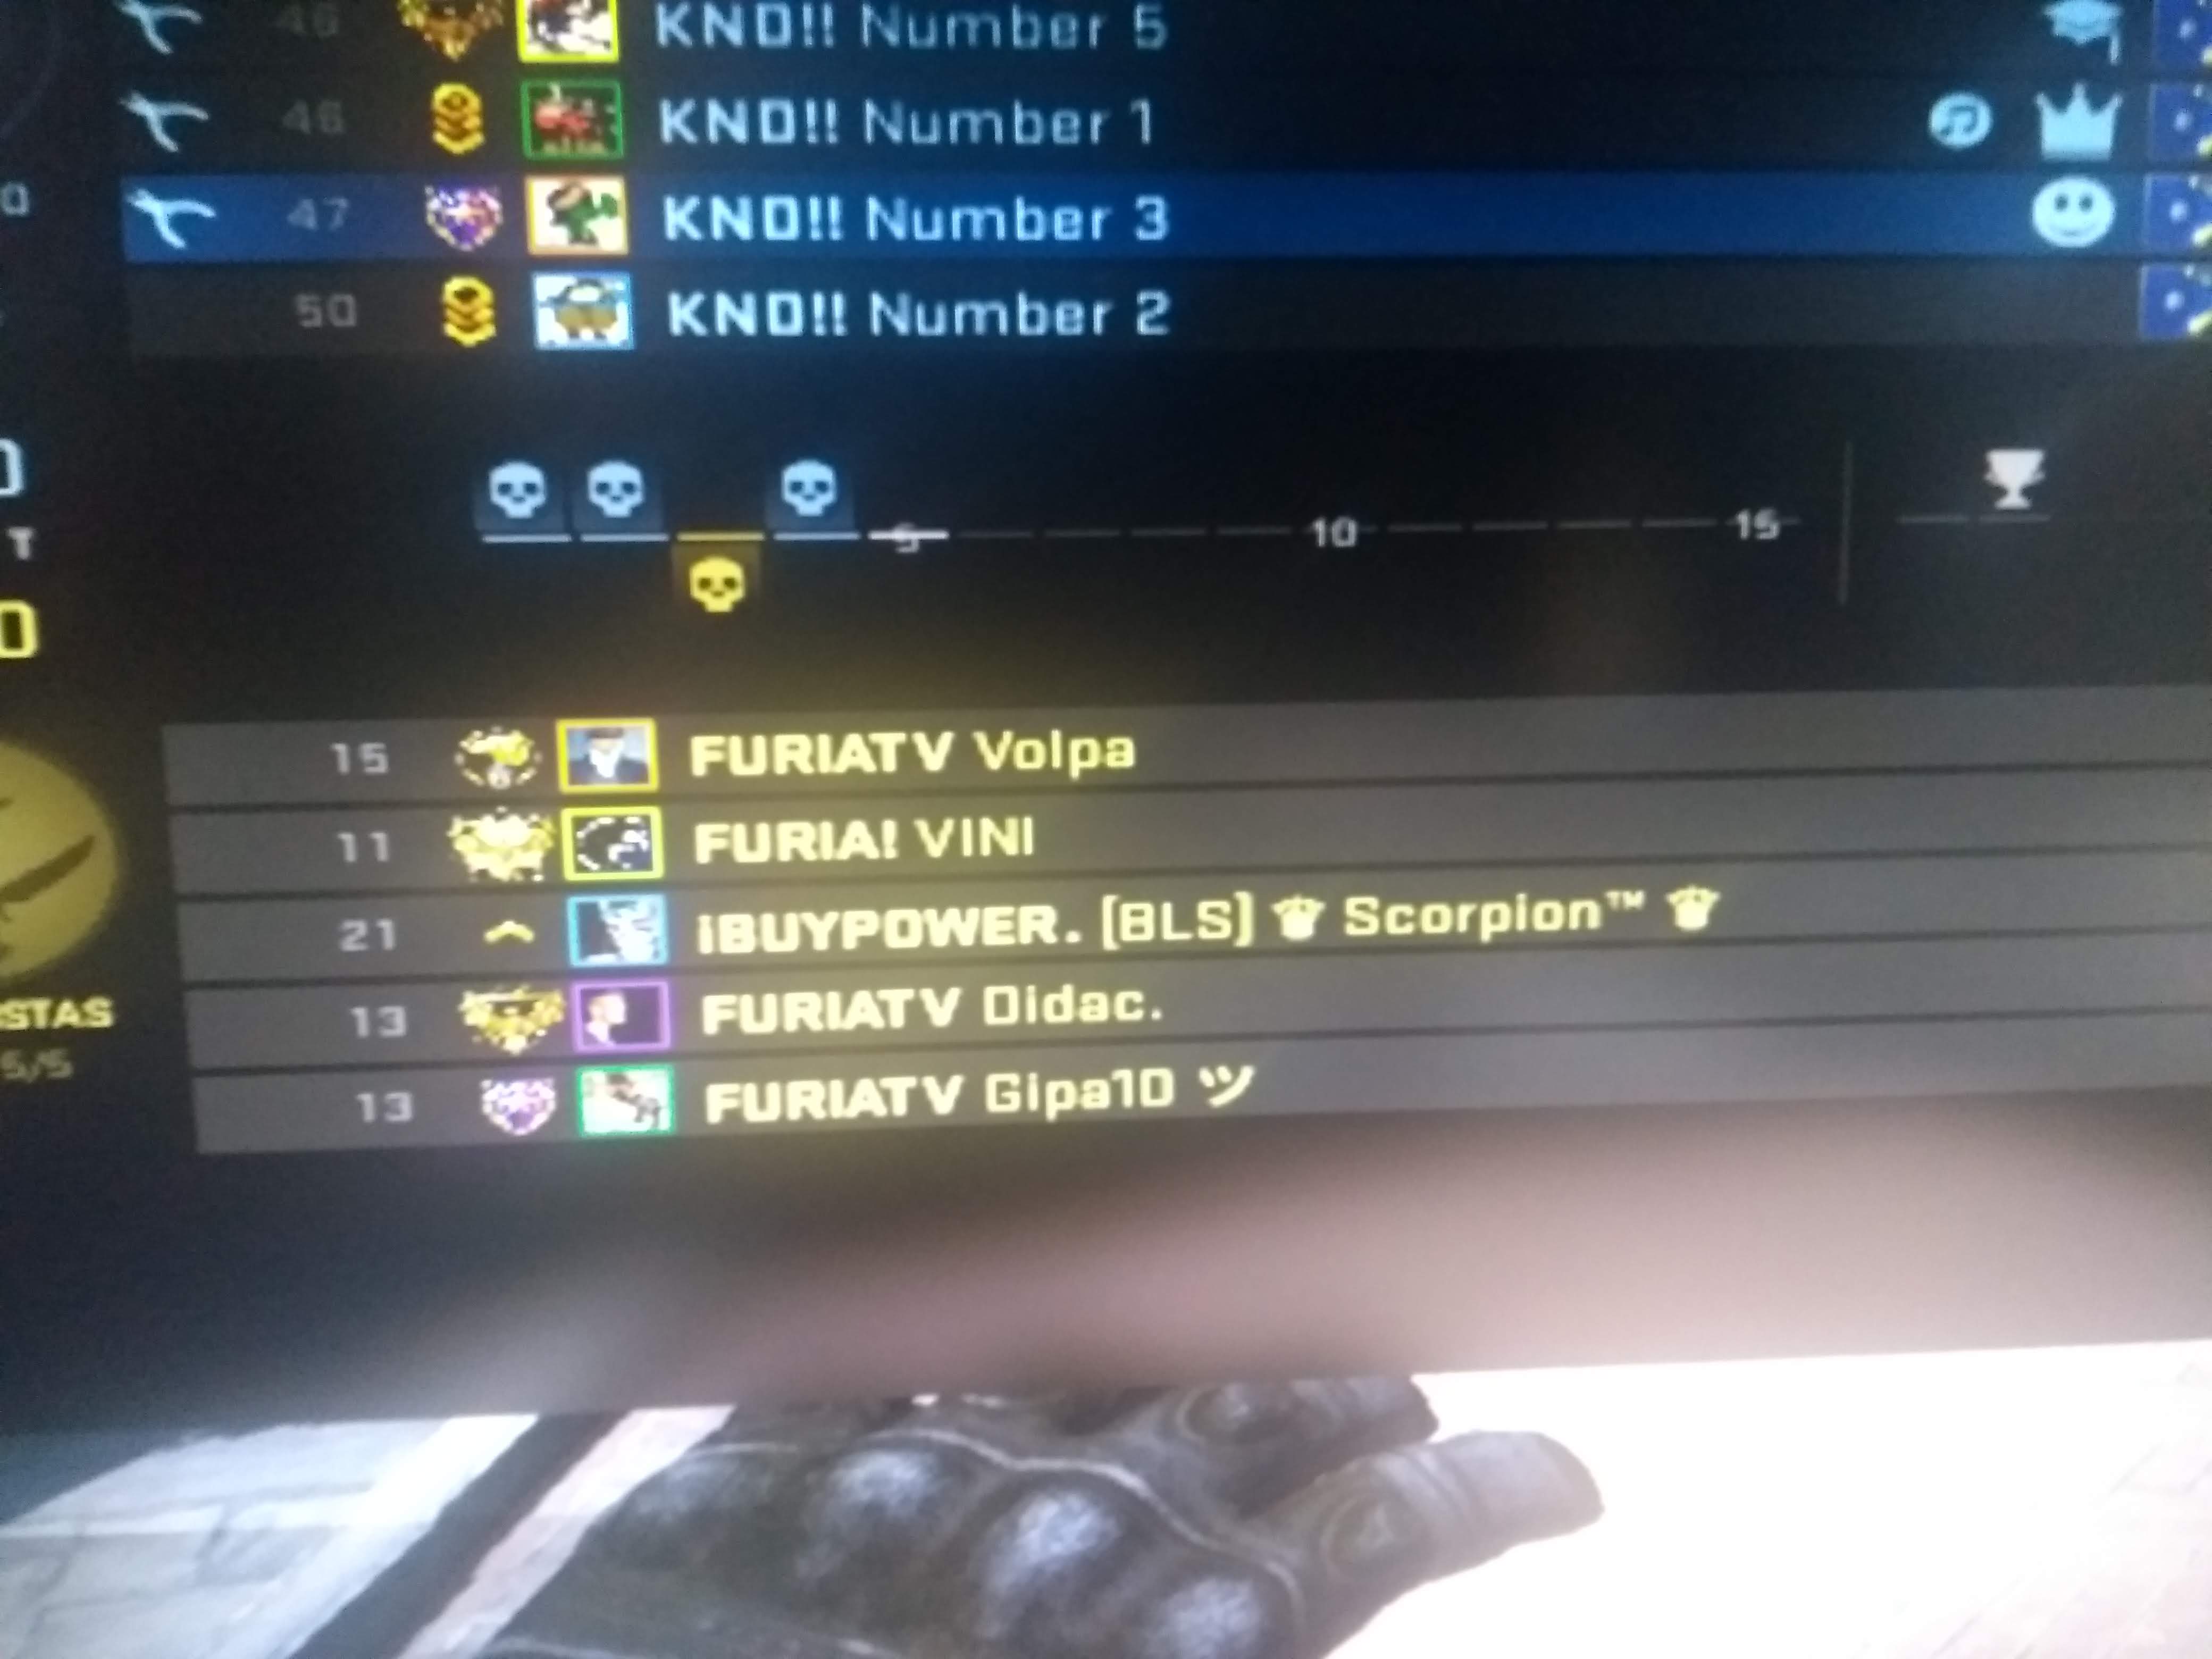 46 KND!! Number 5
46 KND!! Number 1
47 KND!! Number 3
50 KND!! Number 2
5 10 15
T
15 FURIATV Volpa
11 FURIA! VINI
21 iBUYPOWER. [BLS] ♛ Scorpion™ ♛
13 FURIATV Didac.
STAS
5/5
13 FURIATV Gipa10 ツ